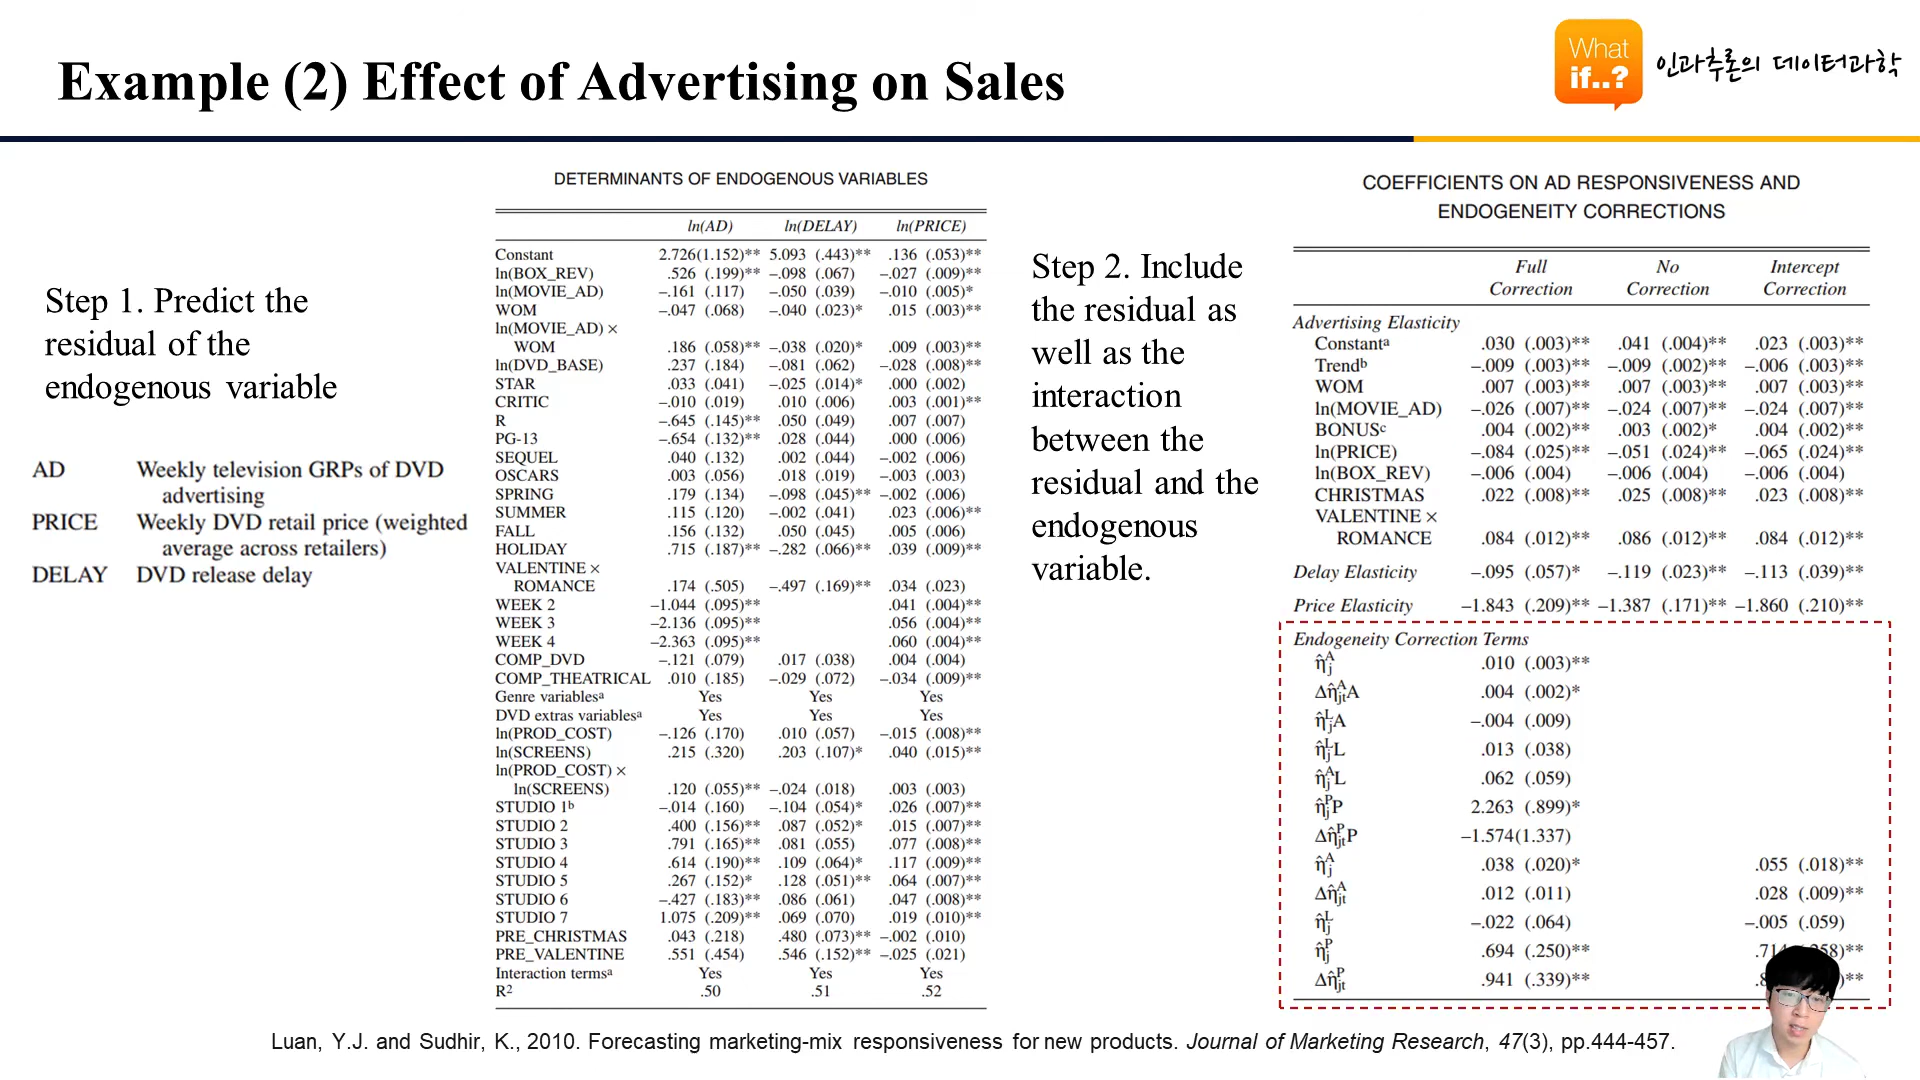 Example (2) Effect of Advertising on Sales
What
if..?
인과추론의 데이터과학
Step 1. Predict the
residual of the
endogenous variable
AD Weekly television GRPs of DVD
advertising
PRICE Weekly DVD retail price (weighted
average across retailers)
DELAY DVD release delay
DETERMINANTS OF ENDOGENOUS VARIABLES
ln(AD) ln(DELAY) ln(PRICE)
Constant 2.726(1.152)** 5.093 (.443)** .136 (.053)**
ln(BOX_REV) .526 (.199)** –.098 (.067) –.027 (.009)**
ln(MOVIE_AD) –.161 (.117) –.050 (.039) –.010 (.005)*
WOM –.047 (.068) –.040 (.023)* .015 (.003)**
ln(MOVIE_AD) ×
WOM .186 (.058)** –.038 (.020)* .009 (.003)**
ln(DVD_BASE) .237 (.184) –.081 (.062) –.028 (.008)**
STAR .033 (.041) –.025 (.014)* .000 (.002)
CRITIC –.010 (.019) .010 (.006) .003 (.001)**
R –.645 (.145)** .050 (.049) .007 (.007)
PG-13 –.654 (.132)** .028 (.044) .000 (.006)
SEQUEL .040 (.132) .002 (.044) –.002 (.006)
OSCARS .003 (.056) .018 (.019) –.003 (.003)
SPRING .179 (.134) –.098 (.045)** –.002 (.006)
SUMMER .115 (.120) –.002 (.041) .023 (.006)**
FALL .156 (.132) .050 (.045) .005 (.006)
HOLIDAY .715 (.187)** –.282 (.066)** .039 (.009)**
VALENTINE ×
ROMANCE .174 (.505) –.497 (.169)** .034 (.023)
WEEK 2 –1.044 (.095)** .041 (.004)**
WEEK 3 –2.136 (.095)** .056 (.004)**
WEEK 4 –2.363 (.095)** .060 (.004)**
COMP_DVD –.121 (.079) .017 (.038) .004 (.004)
COMP_THEATRICAL .010 (.185) –.029 (.072) –.034 (.009)**
Genre variablesᵃ Yes Yes Yes
DVD extras variablesᵃ Yes Yes Yes
ln(PROD_COST) –.126 (.170) .010 (.057) –.015 (.008)**
ln(SCREENS) .215 (.320) .203 (.107)* .040 (.015)**
ln(PROD_COST) ×
ln(SCREENS) .120 (.055)** –.024 (.018) .003 (.003)
STUDIO 1ᵇ –.014 (.160) –.104 (.054)* .026 (.007)**
STUDIO 2 .400 (.156)** .087 (.052)* .015 (.007)**
STUDIO 3 .791 (.165)** .081 (.055) .077 (.008)**
STUDIO 4 .614 (.190)** .109 (.064)* .117 (.009)**
STUDIO 5 .267 (.152)* .128 (.051)** .064 (.007)**
STUDIO 6 –.427 (.183)** .086 (.061) .047 (.008)**
STUDIO 7 1.075 (.209)** .069 (.070) .019 (.010)**
PRE_CHRISTMAS .043 (.218) .480 (.073)** –.002 (.010)
PRE_VALENTINE .551 (.454) .546 (.152)** –.025 (.021)
Interaction termsᵃ Yes Yes Yes
R² .50 .51 .52
Step 2. Include
the residual as
well as the
interaction
between the
residual and the
endogenous
variable.
COEFFICIENTS ON AD RESPONSIVENESS AND
ENDOGENEITY CORRECTIONS
Full No Intercept
Correction Correction Correction
Advertising Elasticity
Constantᵃ .030 (.003)** .041 (.004)** .023 (.003)**
Trendᵇ –.009 (.003)** –.009 (.002)** –.006 (.003)**
WOM .007 (.003)** .007 (.003)** .007 (.003)**
ln(MOVIE_AD) –.026 (.007)** –.024 (.007)** –.024 (.007)**
BONUSᶜ .004 (.002)** .003 (.002)* .004 (.002)**
ln(PRICE) –.084 (.025)** –.051 (.024)** –.065 (.024)**
ln(BOX_REV) –.006 (.004) –.006 (.004) –.006 (.004)
CHRISTMAS .022 (.008)** .025 (.008)** .023 (.008)**
VALENTINE ×
ROMANCE .084 (.012)** .086 (.012)** .084 (.012)**
Delay Elasticity –.095 (.057)* –.119 (.023)** –.113 (.039)**
Price Elasticity –1.843 (.209)** –1.387 (.171)** –1.860 (.210)**
Endogeneity Correction Terms
η̂ⱼᴬ .010 (.003)**
Δη̂ⱼₜᴬA .004 (.002)*
η̂ⱼᴸA –.004 (.009)
η̂ⱼᴸL .013 (.038)
η̂ⱼᴬL .062 (.059)
η̂ⱼᴾP 2.263 (.899)*
Δη̂ⱼₜᴾP –1.574(1.337)
η̂ⱼᴬ .038 (.020)* .055 (.018)**
Δη̂ⱼₜᴬ .012 (.011) .028 (.009)**
η̂ⱼᴸ –.022 (.064) –.005 (.059)
η̂ⱼᴾ .694 (.250)**
Δη̂ⱼₜᴾ .941 (.339)**
Luan, Y.J. and Sudhir, K., 2010. Forecasting marketing-mix responsiveness for new products. Journal of Marketing Research, 47(3), pp.444-457.